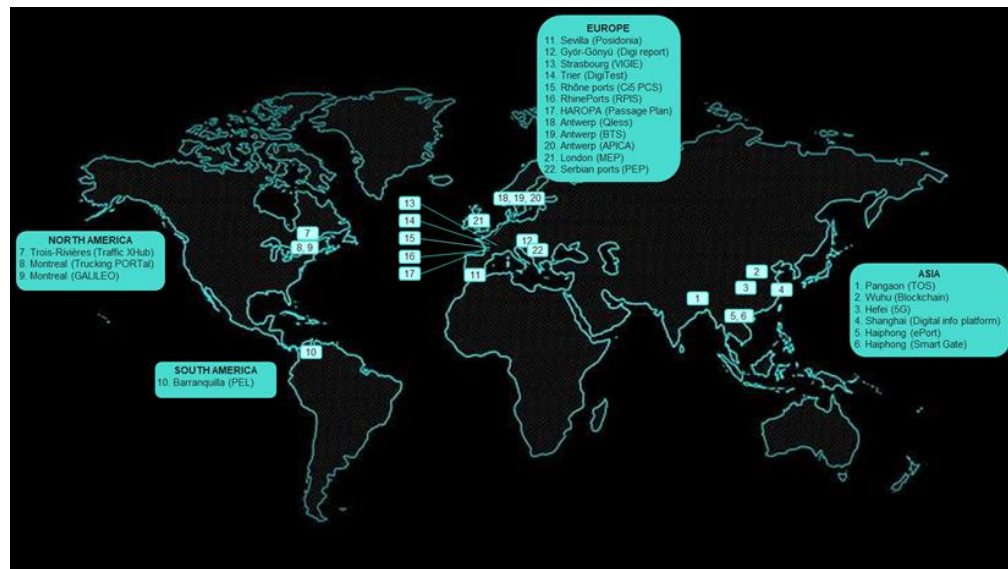 EUROPE
11. Sevilla (Posidonia)
12. Györ-Gönyü (Digi report)
13. Strasbourg (VIGIE)
14. Trier (DigiTest)
15. Rhône ports (Ci5 PCS)
16. RhinePorts (RPIS)
17. HAROPA (Passage Plan)
18. Antwerp (Qless)
19. Antwerp (BTS)
20. Antwerp (APICA)
21. London (MEP)
22. Serbian ports (PEP)
13
14
15
16
17
18, 19, 20
21
12
22
11
7
8, 9
NORTH AMERICA
7. Trois-Rivières (Traffic XHub)
8. Montreal (Trucking PORTal)
9. Montreal (GALILEO)
10
SOUTH AMERICA
10. Barranquilla (PEL)
1
2
3
4
5, 6
ASIA
1. Pangaon (TOS)
2. Wuhu (Blockchain)
3. Hefei (5G)
4. Shanghai (Digital info platform)
5. Haiphong (ePort)
6. Haiphong (Smart Gate)